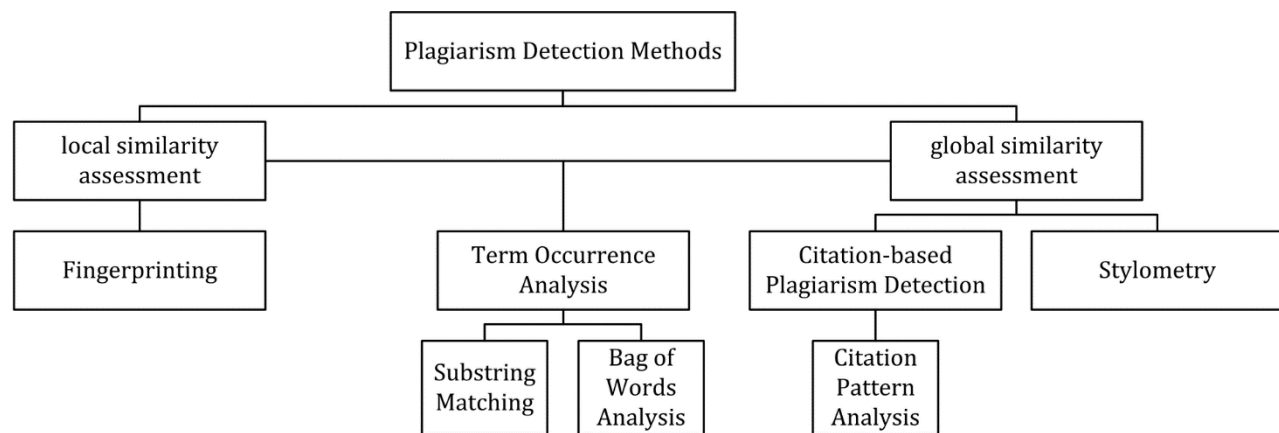 Plagiarism Detection Methods
local similarity
assessment
global similarity
assessment
Fingerprinting
Term Occurrence
Analysis
Citation-based
Plagiarism Detection
Stylometry
Substring
Matching
Bag of
Words
Analysis
Citation
Pattern
Analysis